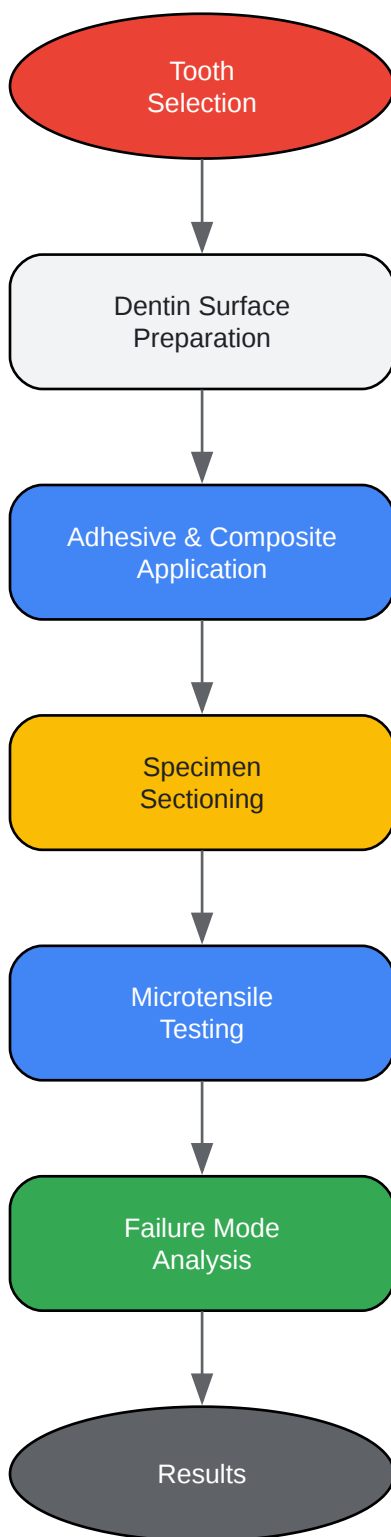 Tooth
Selection
Dentin Surface
Preparation
Adhesive & Composite
Application
Specimen
Sectioning
Microtensile
Testing
Failure Mode
Analysis
Results